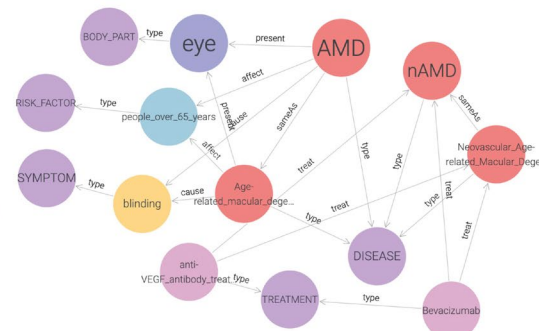 BODY_PART
type
eye
present
AMD
nAMD
affect
RISK_FACTOR
type
people_over_65_years
present
cause
sameAs
sameAs
affect
treat
type
type
Neovascular_Age-
related_Macular_Dege...
SYMPTOM
type
blinding
cause
Age-
related_macular_dege...
treat
treat
treat
type
type
DISEASE
anti-
VEGF_antibody_treat...
type
TREATMENT
type
Bevacizumab